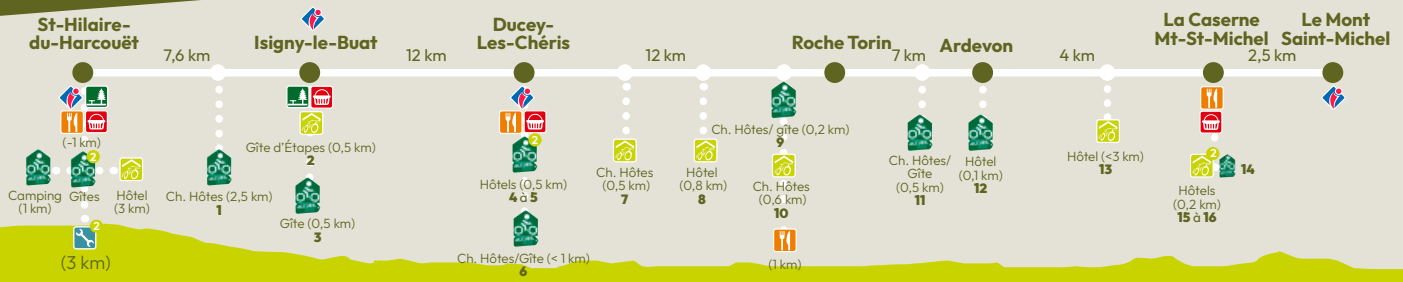 St-Hilaire-
du-Harcouët
7,6 km
Isigny-le-Buat
12 km
Ducey-
Les-Chéris
12 km
Roche Torin
7 km
Ardevon
4 km
La Caserne
Mt-St-Michel
2,5 km
Le Mont
Saint-Michel
(-1 km)
2
Camping
(1 km)
Gîtes
Hôtel
(3 km)
2
(3 km)
Ch. Hôtes (2,5 km)
1
Gîte d'Étapes (0,5 km)
2
Gîte (0,5 km)
3
2
Hôtels (0,5 km)
4 à 5
Ch. Hôtes/Gîte (< 1 km)
6
Ch. Hôtes
(0,5 km)
7
Hôtel
(0,8 km)
8
Ch. Hôtes/ gîte (0,2 km)
9
Ch. Hôtes
(0,6 km)
10
(1 km)
Ch. Hôtes/
Gîte
(0,5 km)
11
Hôtel
(0,1 km)
12
Hôtel (<3 km)
13
2
14
Hôtels
(0,2 km)
15 à 16